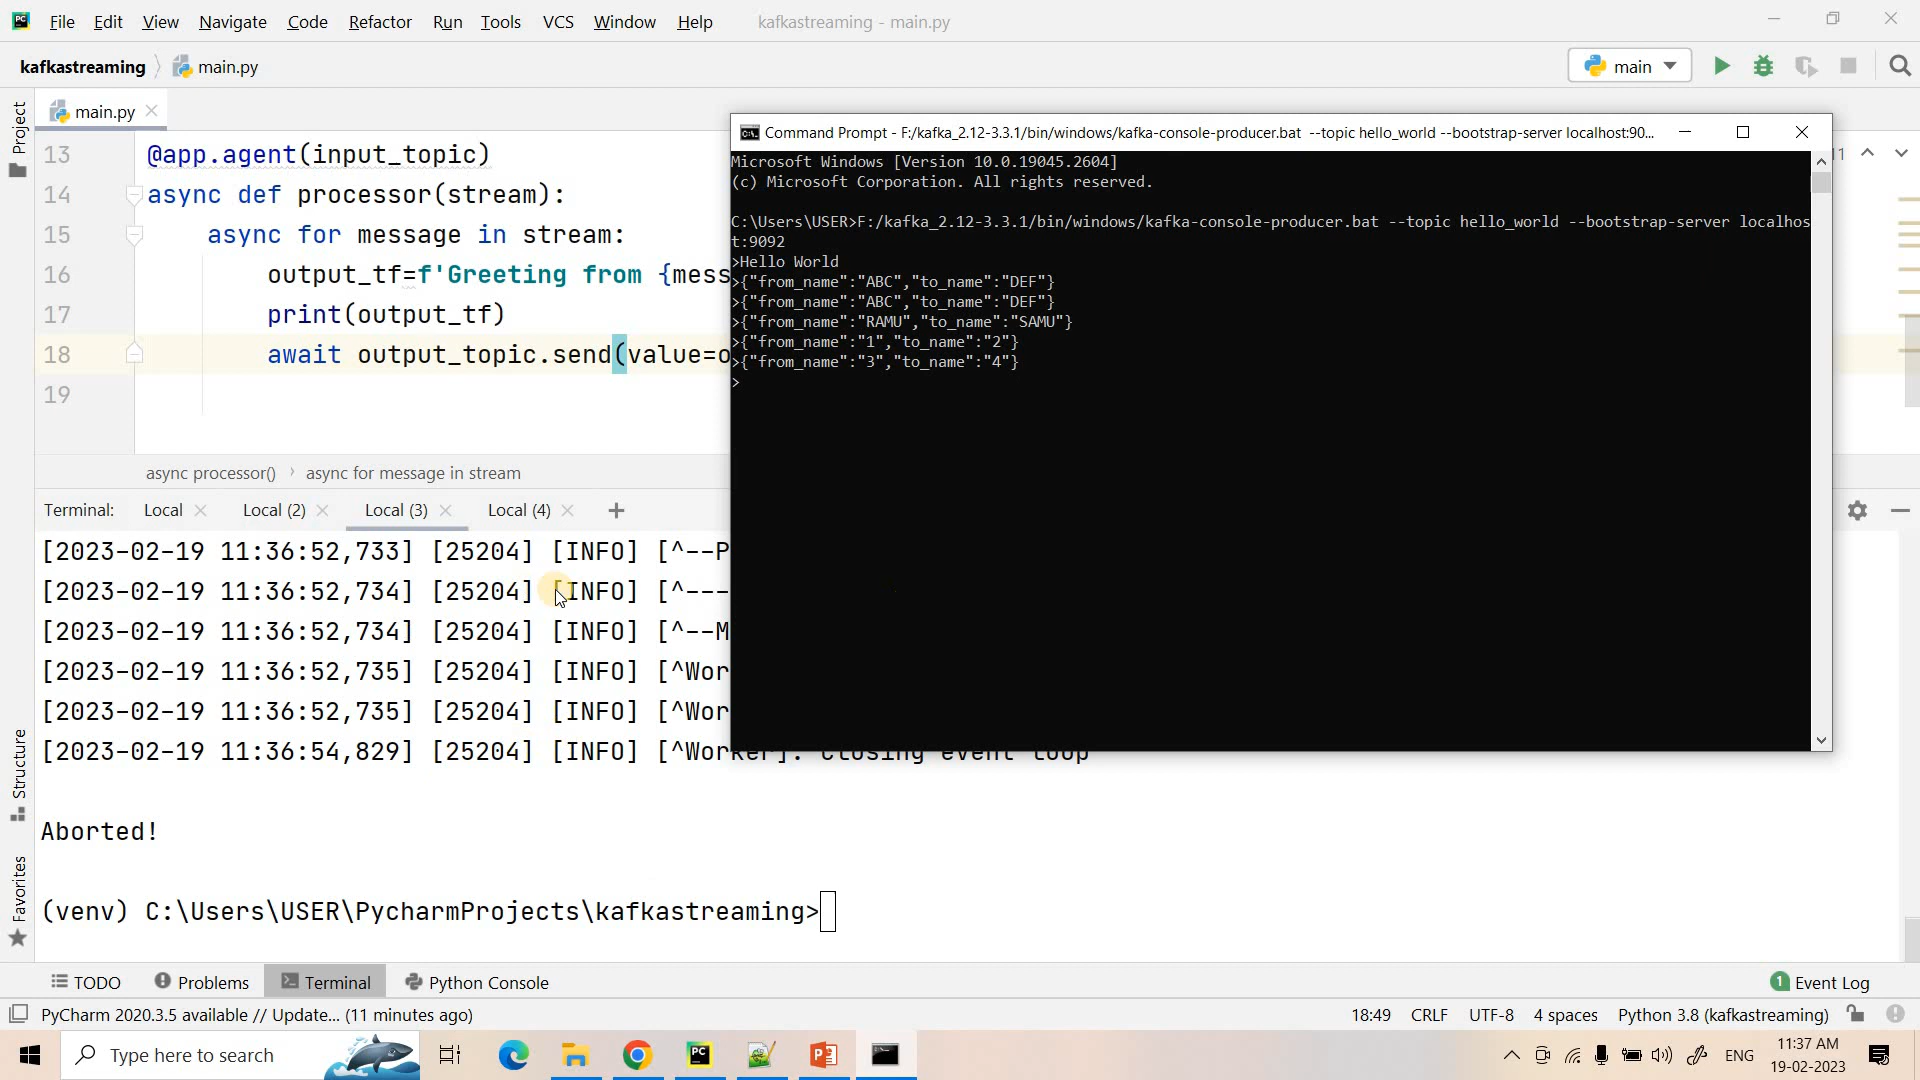 File Edit View Navigate Code Refactor Run Tools VCS Window Help kafkastreaming - main.py
kafkastreaming main.py main
Project
main.py
13 @app.agent(input_topic)
14 async def processor(stream):
15 async for message in stream:
16 output_tf=f'Greeting from {mess
17 print(output_tf)
18 await output_topic.send(value=o
19
async processor() async for message in stream
Command Prompt - F:/kafka_2.12-3.3.1/bin/windows/kafka-console-producer.bat --topic hello_world --bootstrap-server localhost:90...
Microsoft Windows [Version 10.0.19045.2604]
(c) Microsoft Corporation. All rights reserved.
C:\Users\USER>F:/kafka_2.12-3.3.1/bin/windows/kafka-console-producer.bat --topic hello_world --bootstrap-server localhos
t:9092
>Hello World
>{"from_name":"ABC","to_name":"DEF"}
>{"from_name":"ABC","to_name":"DEF"}
>{"from_name":"RAMU","to_name":"SAMU"}
>{"from_name":"1","to_name":"2"}
>{"from_name":"3","to_name":"4"}
>
Terminal: Local Local (2) Local (3) Local (4) +
[2023-02-19 11:36:52,733] [25204] [INFO] [^--P
[2023-02-19 11:36:52,734] [25204] [INFO] [^---
[2023-02-19 11:36:52,734] [25204] [INFO] [^--M
[2023-02-19 11:36:52,735] [25204] [INFO] [^Wor
[2023-02-19 11:36:52,735] [25204] [INFO] [^Wor
[2023-02-19 11:36:54,829] [25204] [INFO] [^Worker]: Closing event loop
Aborted!
(venv) C:\Users\USER\PycharmProjects\kafkastreaming>
Structure
Favorites
TODO Problems Terminal Python Console 1 Event Log
PyCharm 2020.3.5 available // Update... (11 minutes ago) 18:49 CRLF UTF-8 4 spaces Python 3.8 (kafkastreaming)
Type here to search ENG 11:37 AM
19-02-2023